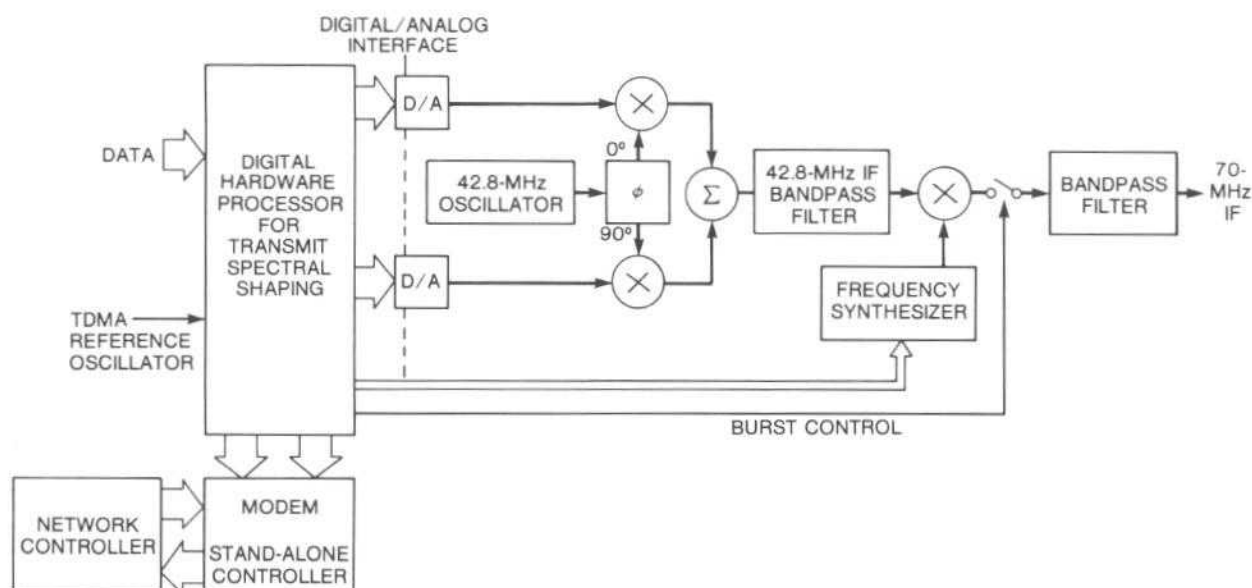 DIGITAL/ANALOG
INTERFACE
DATA
DIGITAL
HARDWARE
PROCESSOR
FOR
TRANSMIT
SPECTRAL
SHAPING
TDMA
REFERENCE
OSCILLATOR
D/A
D/A
42.8-MHz
OSCILLATOR
0°
φ
90°
×
×
Σ
42.8-MHz IF
BANDPASS
FILTER
×
FREQUENCY
SYNTHESIZER
BANDPASS
FILTER
70-
MHz
IF
BURST CONTROL
NETWORK
CONTROLLER
MODEM
STAND-ALONE
CONTROLLER